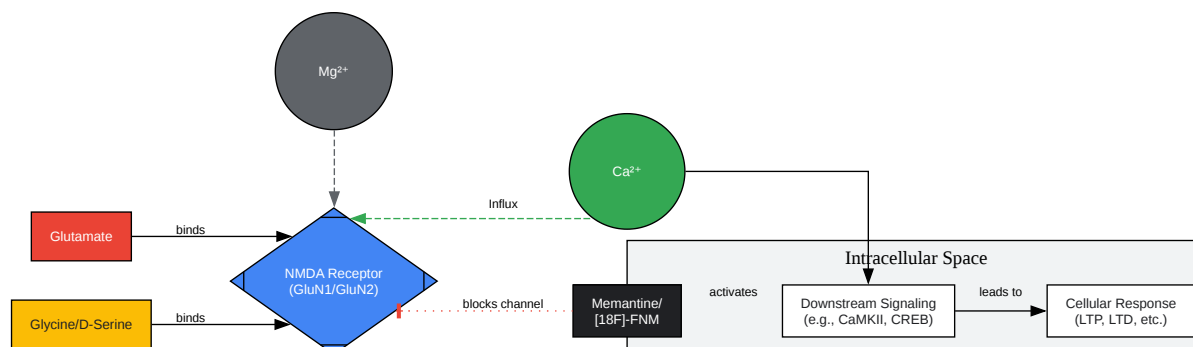 Mg²⁺
Ca²⁺
Influx
Glutamate
binds
Intracellular Space
NMDA Receptor
(GluN1/GluN2)
blocks channel
Memantine/
[18F]-FNM
activates
Downstream Signaling
(e.g., CaMKII, CREB)
leads to
Cellular Response
(LTP, LTD, etc.)
Glycine/D-Serine
binds